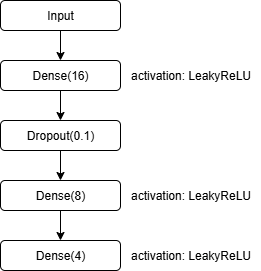 Input
Dense(16)
activation: LeakyReLU
Dropout(0.1)
Dense(8)
activation: LeakyReLU
Dense(4)
activation: LeakyReLU